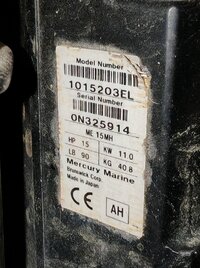 Model Number
1015203EL
Serial Number
0N325914
ME 15MH
HP 15 KW 11.0
LB 90 KG 40.8
Mercury Marine
Brunswick Corp.
Made in Japan
CE AH